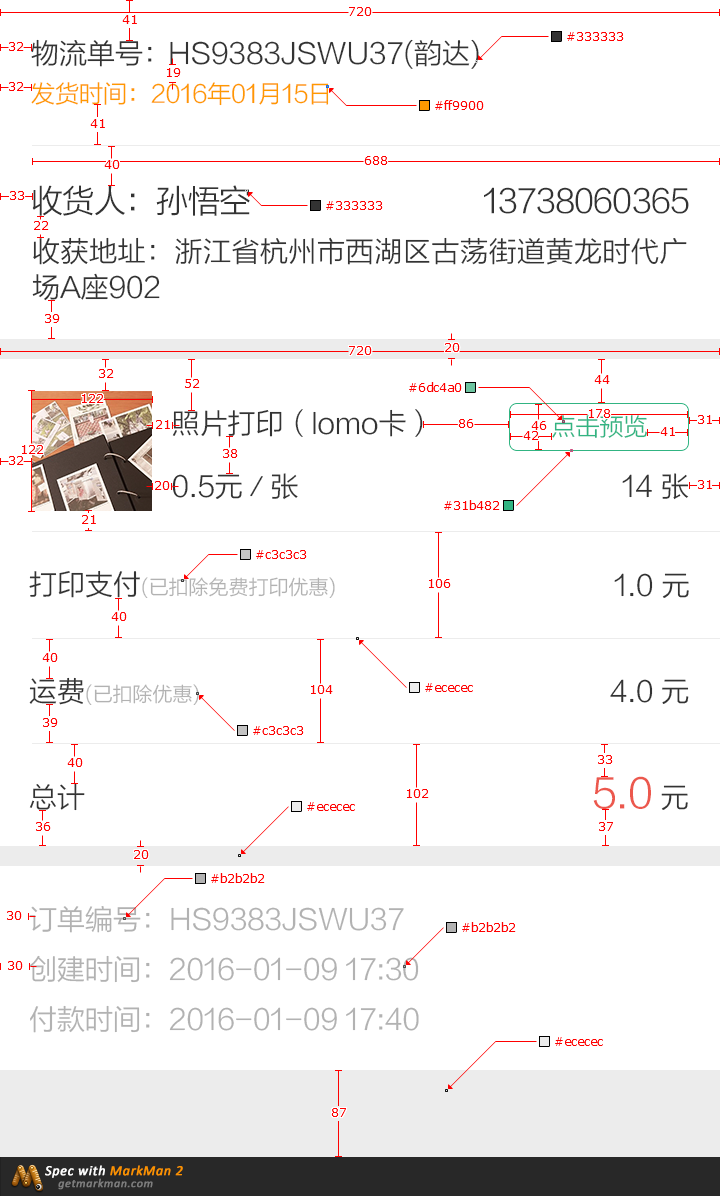 720
41
#333333
32
物流单号：HS9383JSWU37(韵达)
19
32
发货时间：2016年01月15日
#ff9900
41
40
688
33
收货人：孙悟空
#333333
13738060365
22
收获地址：浙江省杭州市西湖区古荡街道黄龙时代广
场A座902
39
720
20
32
52
44
#6dc4a0
122
178
21
照片打印（lomo卡）
86
46
点击预览
31
42
41
122
32
38
20
0.5元 / 张
14 张
31
#31b482
21
#c3c3c3
打印支付(已扣除免费打印优惠)
106
1.0 元
40
40
#ececec
运费(已扣除优惠)
104
4.0 元
39
#c3c3c3
40
33
总计
102
5.0 元
#ececec
36
37
20
#b2b2b2
30
订单编号：HS9383JSWU37
#b2b2b2
30
创建时间：2016-01-09 17:30
付款时间：2016-01-09 17:40
#ececec
87
Spec with MarkMan 2
getmarkman.com